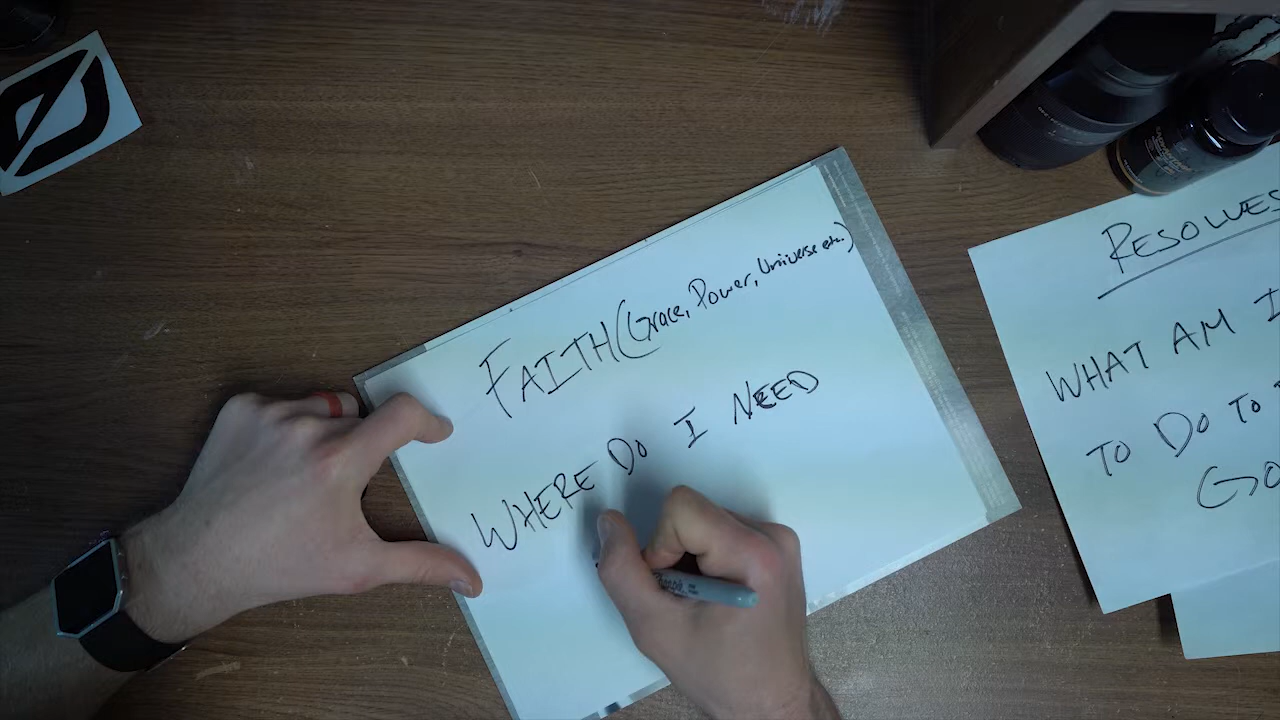 FAITH (Grace, Power, Universe etc.)
WHERE DO I NEED
RESOLVES
WHAT AM I
TO DO TO
GO